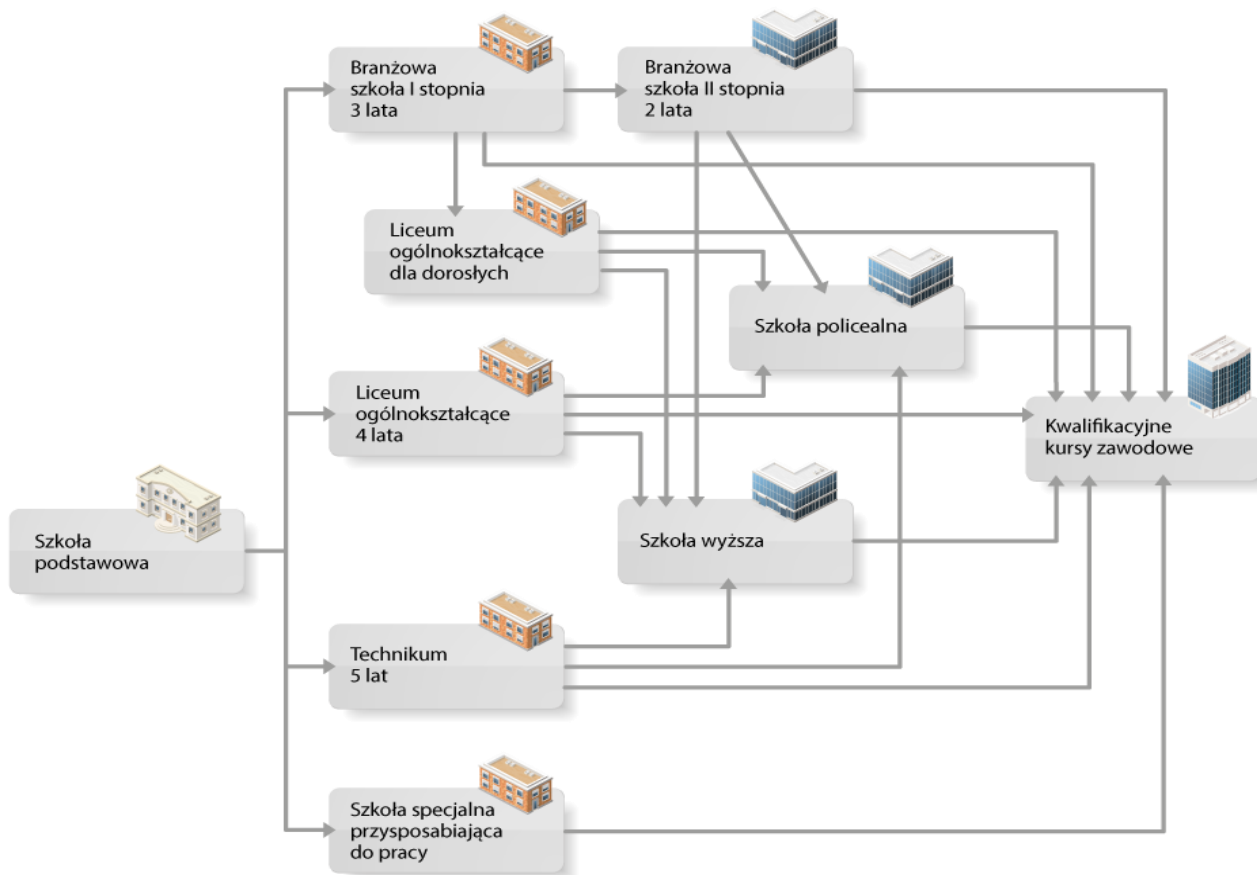 Branżowa
szkoła I stopnia
3 lata
Branżowa
szkoła II stopnia
2 lata
Liceum
ogólnokształcące
dla dorosłych
Szkoła policealna
Liceum
ogólnokształcące
4 lata
Kwalifikacyjne
kursy zawodowe
Szkoła
podstawowa
Szkoła wyższa
Technikum
5 lat
Szkoła specjalna
przysposabiająca
do pracy